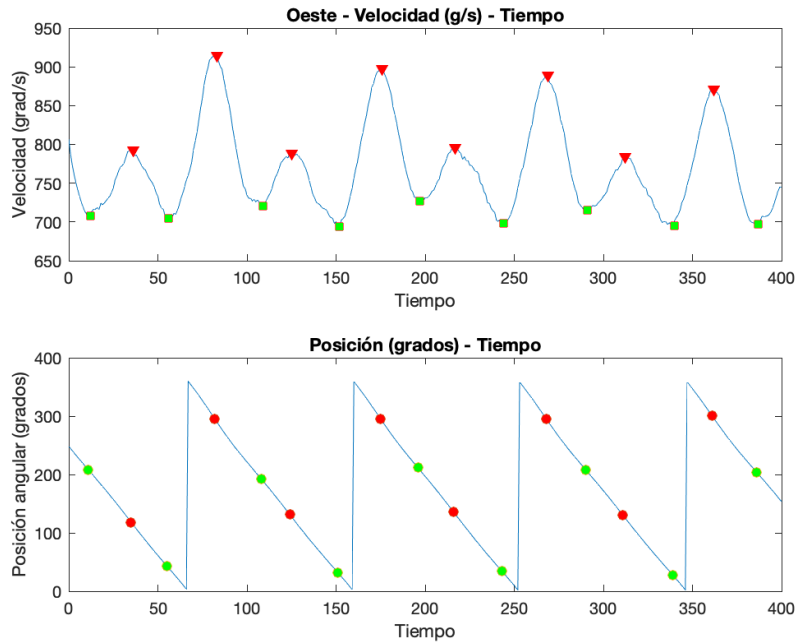 Oeste - Velocidad (g/s) - Tiempo
Velocidad (grad/s)
950
900
850
800
750
700
650
0 50 100 150 200 250 300 350 400
Tiempo
Posición (grados) - Tiempo
Posición angular (grados)
400
300
200
100
0
0 50 100 150 200 250 300 350 400
Tiempo